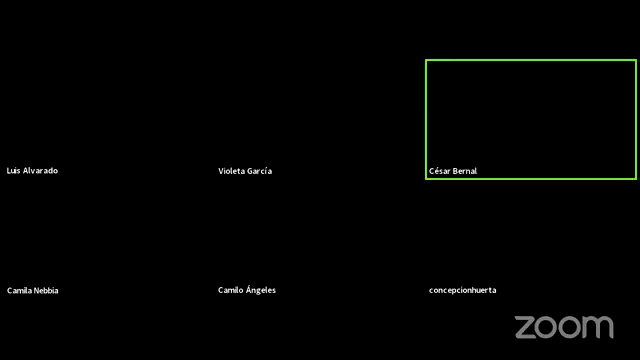 Luis Alvarado
Violeta García
César Bernal
Camila Nebbia
Camilo Ángeles
concepcionhuerta
zoom